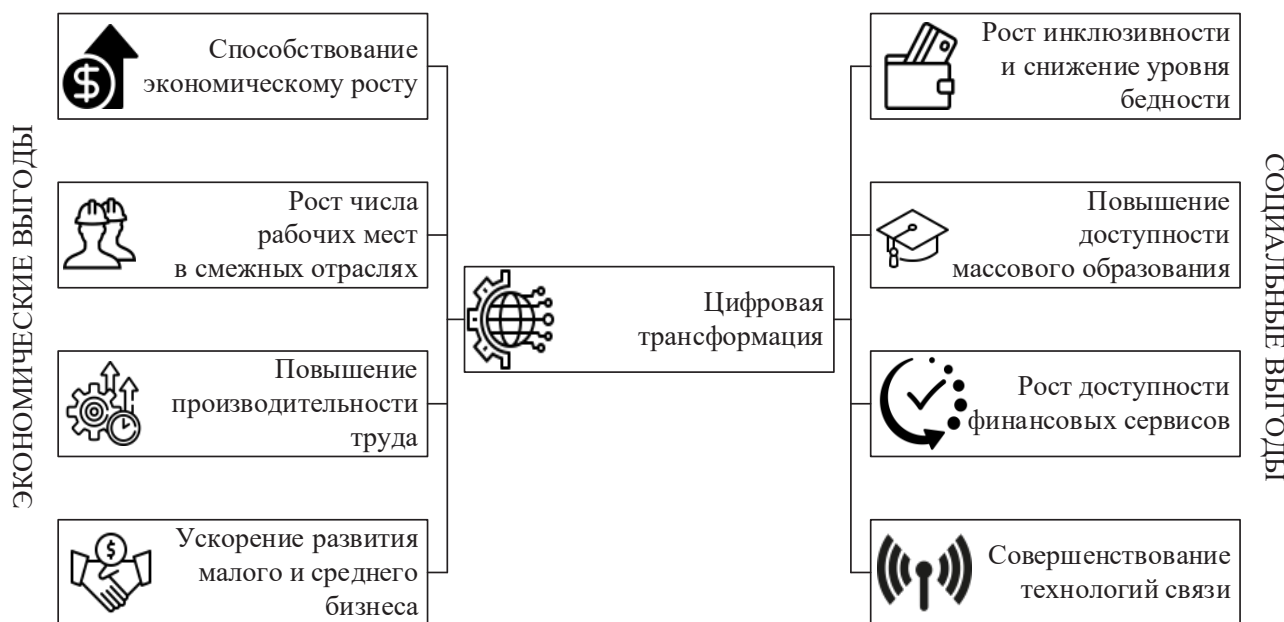 ЭКОНОМИЧЕСКИЕ ВЫГОДЫ
Способствование
экономическому росту
Рост числа
рабочих мест
в смежных отраслях
Повышение
производительности
труда
Ускорение развития
малого и среднего
бизнеса
Цифровая
трансформация
Рост инклюзивности
и снижение уровня
бедности
Повышение
доступности
массового образования
Рост доступности
финансовых сервисов
Совершенствование
технологий связи
СОЦИАЛЬНЫЕ ВЫГОДЫ